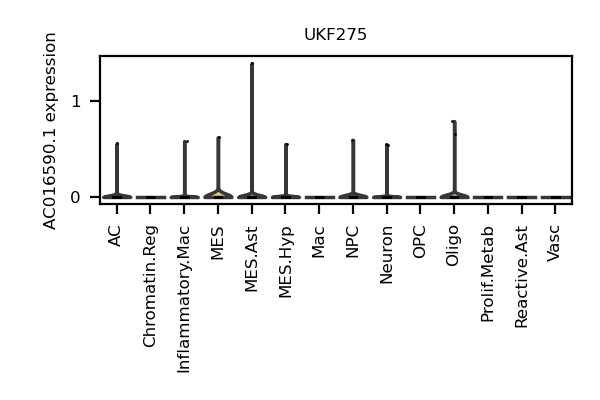 UKF275
AC016590.1 expression
1
0
AC
Chromatin.Reg
Inflammatory.Mac
MES
MES.Ast
MES.Hyp
Mac
NPC
Neuron
OPC
Oligo
Prolif.Metab
Reactive.Ast
Vasc